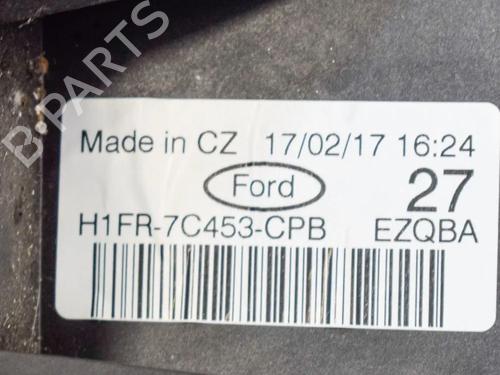 B-PARTS
Made in CZ 17/02/17 16:24
Ford 27
H1FR-7C453-CPB EZQBA